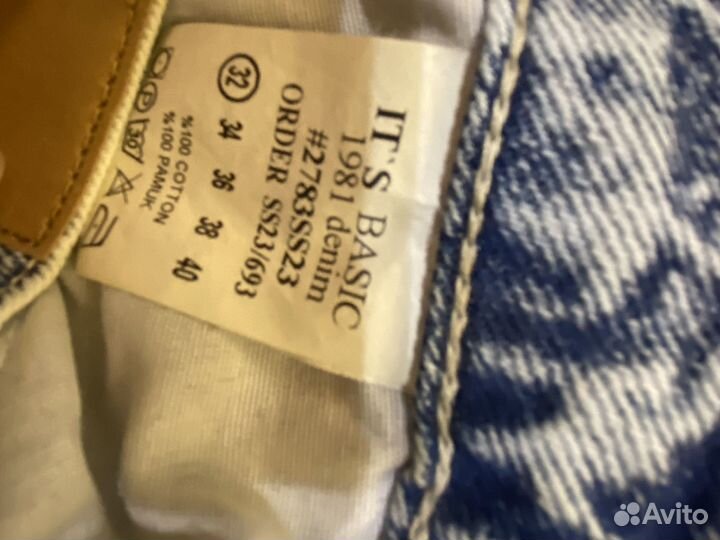 IT`S BASIC
1981 denim
#2783SS23
ORDER SS23/693
32 34 36 38 40
%100 COTTON
%100 PAMUK
P 30
Avito